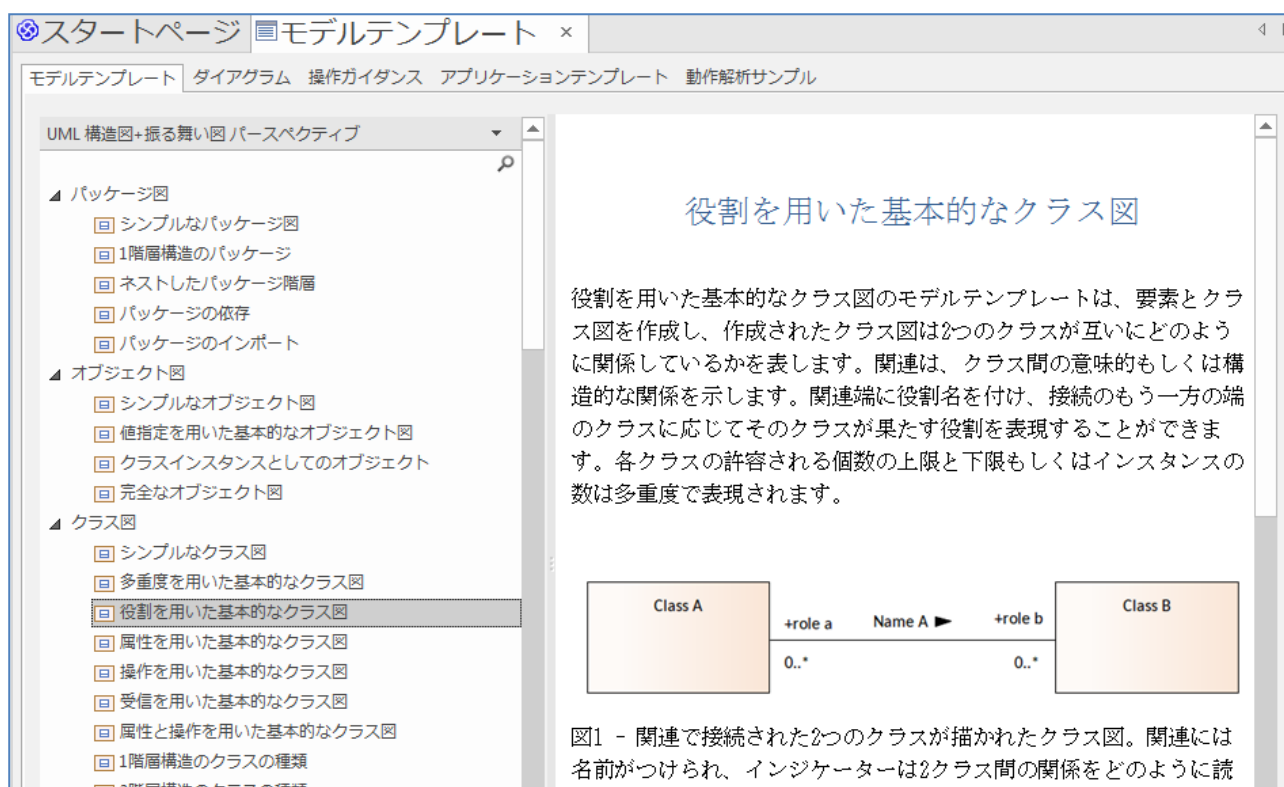 スタートページ モデルテンプレート ×
モデルテンプレート ダイアグラム 操作ガイダンス アプリケーションテンプレート 動作解析サンプル
UML 構造図+振る舞い図 パースペクティブ
パッケージ図
シンプルなパッケージ図
1階層構造のパッケージ
ネストしたパッケージ階層
パッケージの依存
パッケージのインポート
オブジェクト図
シンプルなオブジェクト図
値指定を用いた基本的なオブジェクト図
クラスインスタンスとしてのオブジェクト
完全なオブジェクト図
クラス図
シンプルなクラス図
多重度を用いた基本的なクラス図
役割を用いた基本的なクラス図
属性を用いた基本的なクラス図
操作を用いた基本的なクラス図
受信を用いた基本的なクラス図
属性と操作を用いた基本的なクラス図
1階層構造のクラスの種類
役割を用いた基本的なクラス図
役割を用いた基本的なクラス図のモデルテンプレートは、要素とクラ
ス図を作成し、作成されたクラス図は2つのクラスが互いにどのよう
に関係しているかを表します。関連は、クラス間の意味的もしくは構
造的な関係を示します。関連端に役割名を付け、接続のもう一方の端
のクラスに応じてそのクラスが果たす役割を表現することができま
す。各クラスの許容される個数の上限と下限もしくはインスタンスの
数は多重度で表現されます。
Class A
+role a Name A ► +role b
Class B
0..* 0..*
図1 - 関連で接続された2つのクラスが描かれたクラス図。関連には
名前がつけられ、インジケーターは2クラス間の関係をどのように読